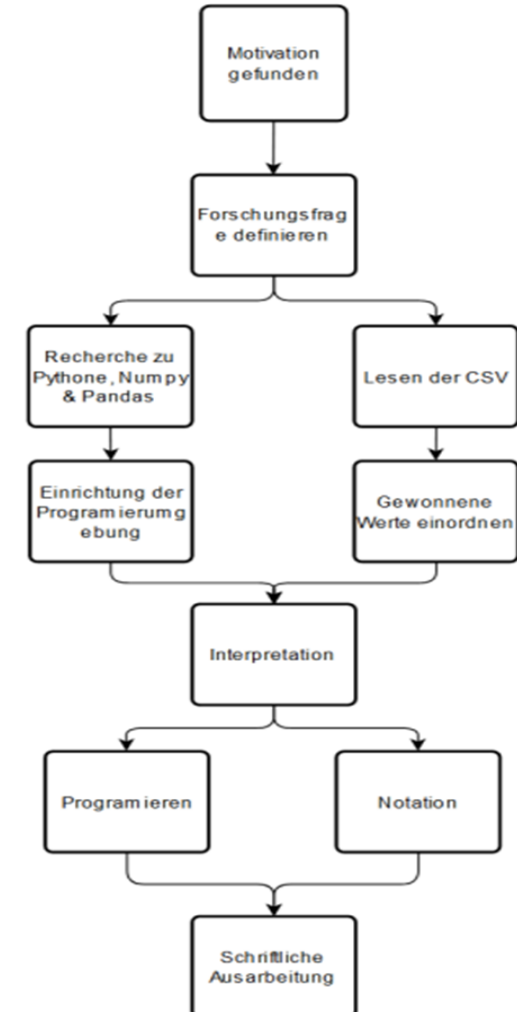 Motivation
gefunden
Forschungsfrag
e definieren
Recherche zu
Pythone, Numpy
& Pandas
Lesen der CSV
Einrichtung der
Programierumg
ebung
Gewonnene
Werte einordnen
Interpretation
Programieren
Notation
Schriftliche
Ausarbeitung